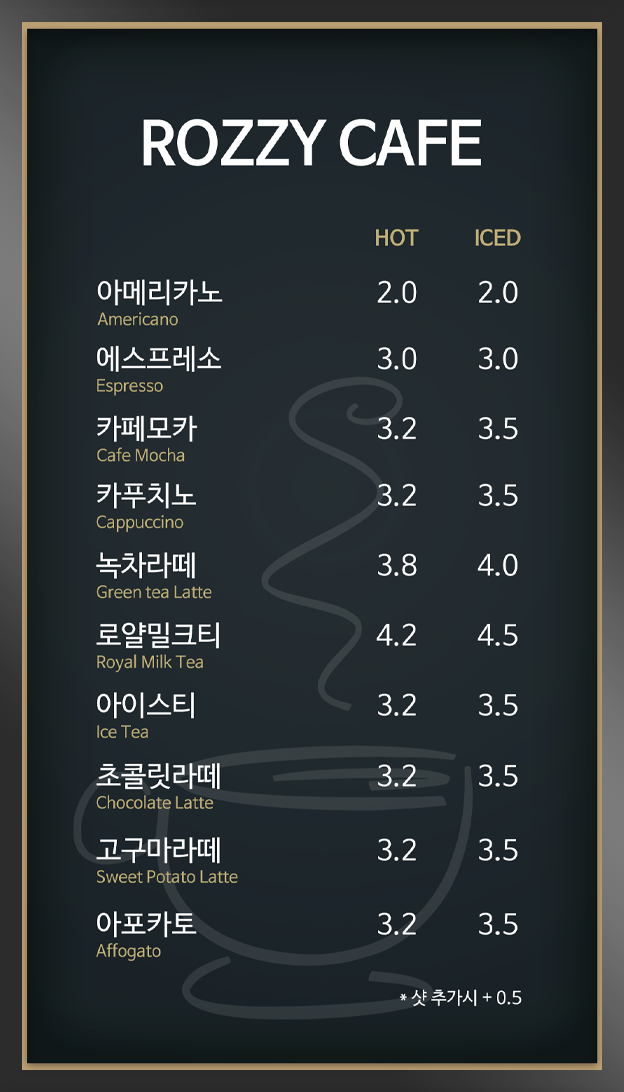 ROZZY CAFE
HOT ICED
아메리카노 2.0 2.0
Americano
에스프레소 3.0 3.0
Espresso
카페모카 3.2 3.5
Cafe Mocha
카푸치노 3.2 3.5
Cappuccino
녹차라떼 3.8 4.0
Green tea Latte
로얄밀크티 4.2 4.5
Royal Milk Tea
아이스티 3.2 3.5
Ice Tea
초콜릿라떼 3.2 3.5
Chocolate Latte
고구마라떼 3.2 3.5
Sweet Potato Latte
아포카토 3.2 3.5
Affogato
* 샷 추가시 + 0.5